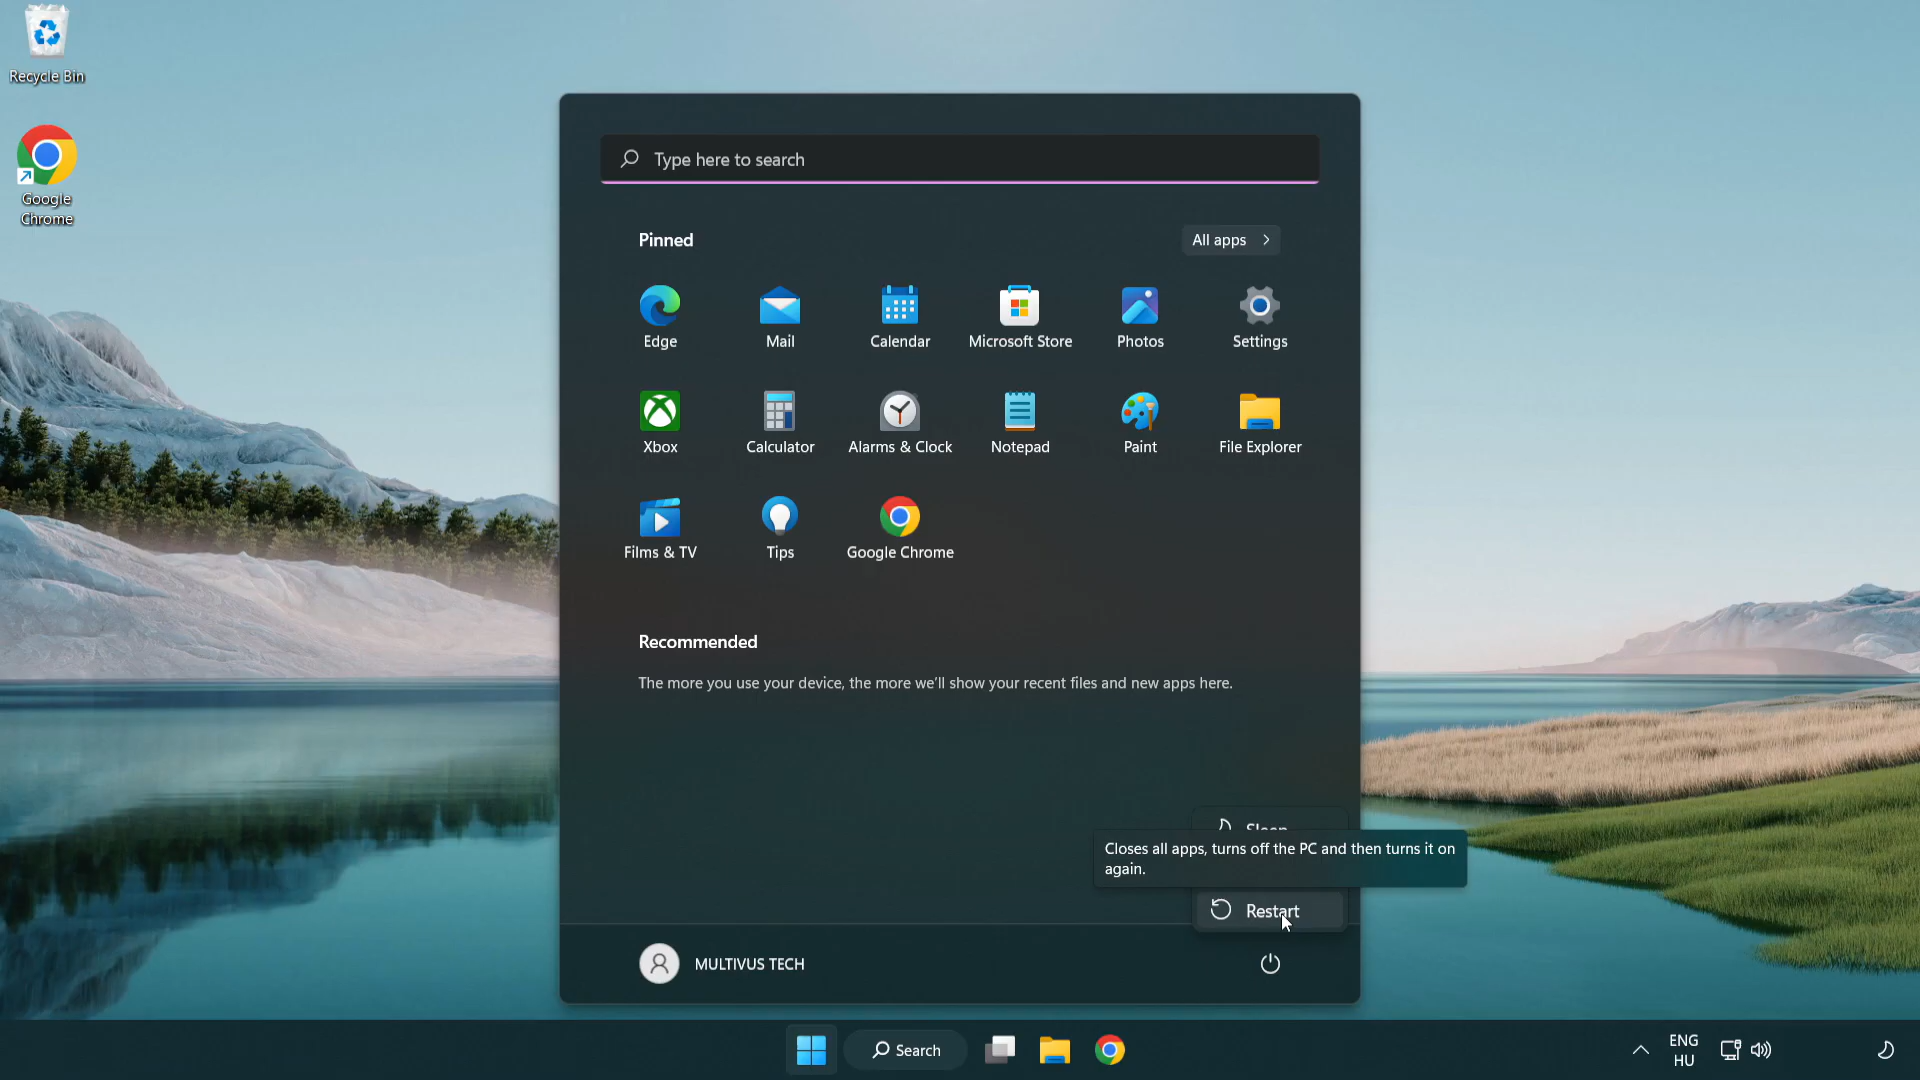 Recycle Bin
Google
Chrome
Type here to search
Pinned
All apps
Edge
Mail
Calendar
Microsoft Store
Photos
Settings
Xbox
Calculator
Alarms & Clock
Notepad
Paint
File Explorer
Films & TV
Tips
Google Chrome
Recommended
The more you use your device, the more we'll show your recent files and new apps here.
Sleep
Closes all apps, turns off the PC and then turns it on
again.
Restart
MULTIVUS TECH
Search
ENG
HU